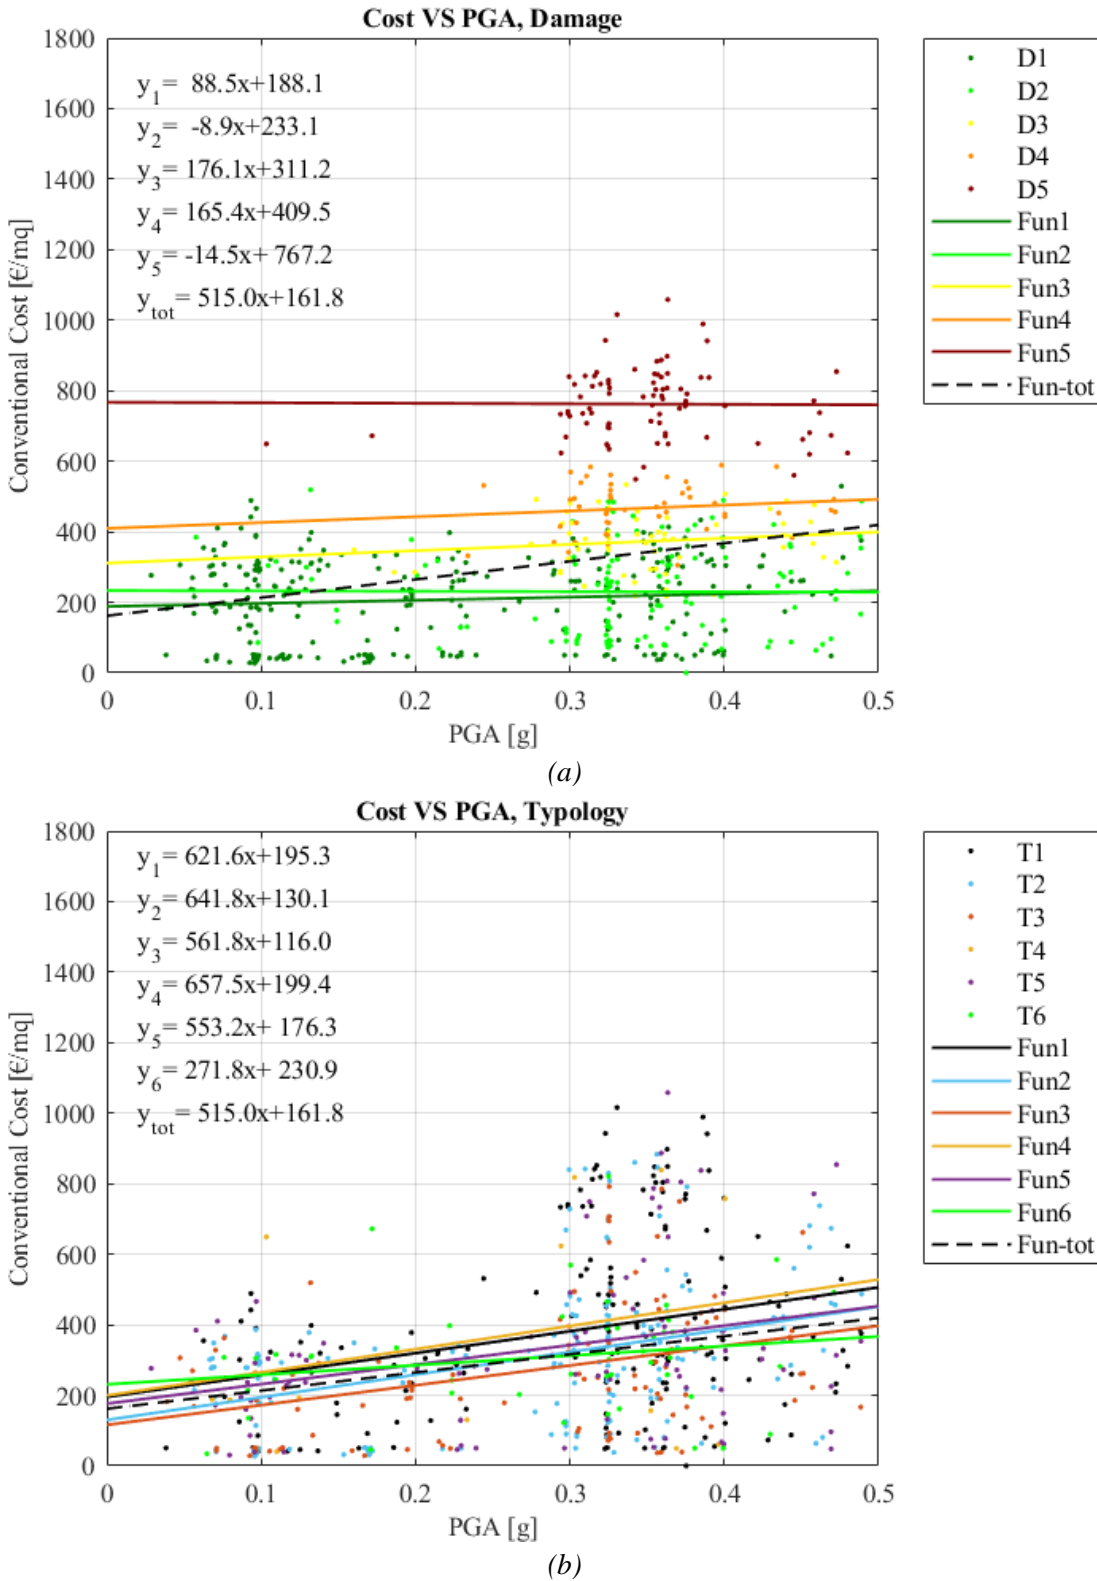 Cost VS PGA, Damage
1800
1600
1400
1200
1000
800
600
400
200
0
Conventional Cost [€/mq]
y1= 88.5x+188.1
y2= -8.9x+233.1
y3= 176.1x+311.2
y4= 165.4x+409.5
y5= -14.5x+ 767.2
ytot= 515.0x+161.8
0 0.1 0.2 0.3 0.4 0.5
PGA [g]
D1
D2
D3
D4
D5
Fun1
Fun2
Fun3
Fun4
Fun5
Fun-tot
(a)
Cost VS PGA, Typology
1800
1600
1400
1200
1000
800
600
400
200
0
Conventional Cost [€/mq]
y1= 621.6x+195.3
y2= 641.8x+130.1
y3= 561.8x+116.0
y4= 657.5x+199.4
y5= 553.2x+ 176.3
y6= 271.8x+ 230.9
ytot= 515.0x+161.8
0 0.1 0.2 0.3 0.4 0.5
PGA [g]
T1
T2
T3
T4
T5
T6
Fun1
Fun2
Fun3
Fun4
Fun5
Fun6
Fun-tot
(b)